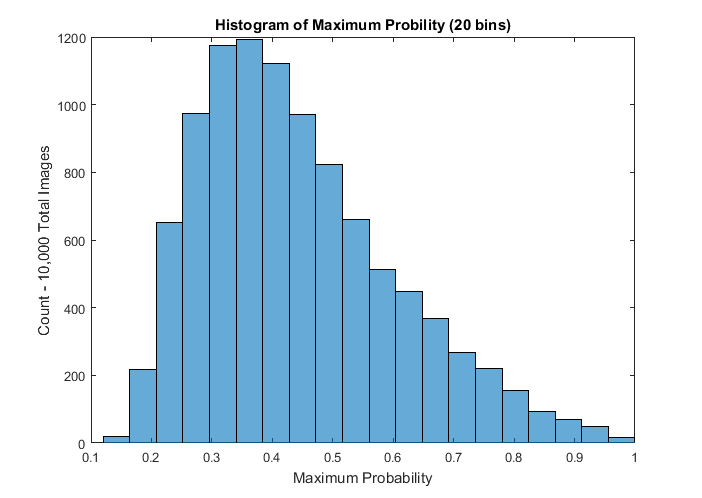 Histogram of Maximum Probility (20 bins)
1200
1000
800
600
400
200
0
Count - 10,000 Total Images
0.1 0.2 0.3 0.4 0.5 0.6 0.7 0.8 0.9 1
Maximum Probability